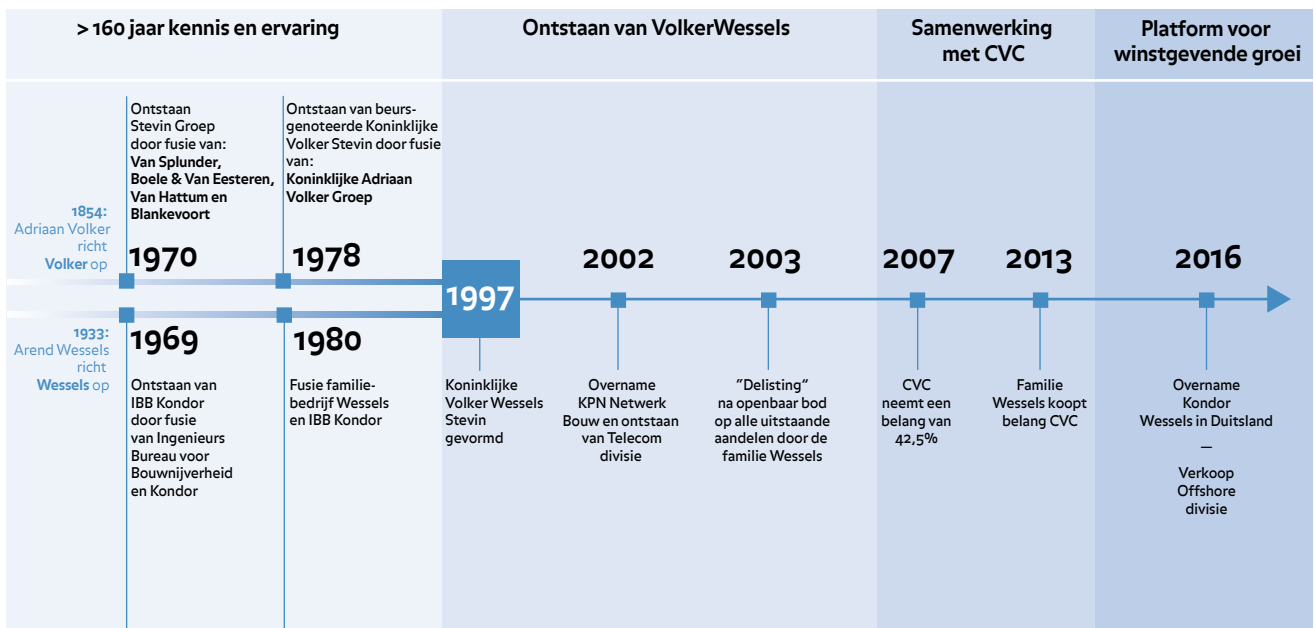 > 160 jaar kennis en ervaring
Ontstaan van VolkerWessels
Samenwerking
met CVC
Platform voor
winstgevende groei
1854:
Adriaan Volker
richt
Volker op
Ontstaan
Stevin Groep
door fusie van:
Van Splunder,
Boele & Van Eesteren,
Van Hattum en
Blankevoort
1970
Ontstaan van beurs-
genoteerde Koninklijke
Volker Stevin door fusie
van:
Koninklijke Adriaan
Volker Groep
1978
1933:
Arend Wessels
richt
Wessels op
1969
Ontstaan van
IBB Kondor
door fusie
van Ingenieurs
Bureau voor
Bouwnijverheid
en Kondor
1980
Fusie familie-
bedrijf Wessels
en IBB Kondor
1997
Koninklijke
Volker Wessels
Stevin
gevormd
2002
Overname
KPN Netwerk
Bouw en ontstaan
van Telecom
divisie
2003
"Delisting"
na openbaar bod
op alle uitstaande
aandelen door de
familie Wessels
2007
CVC
neemt een
belang van
42,5%
2013
Familie
Wessels koopt
belang CVC
2016
Overname
Kondor
Wessels in Duitsland
—
Verkoop
Offshore
divisie